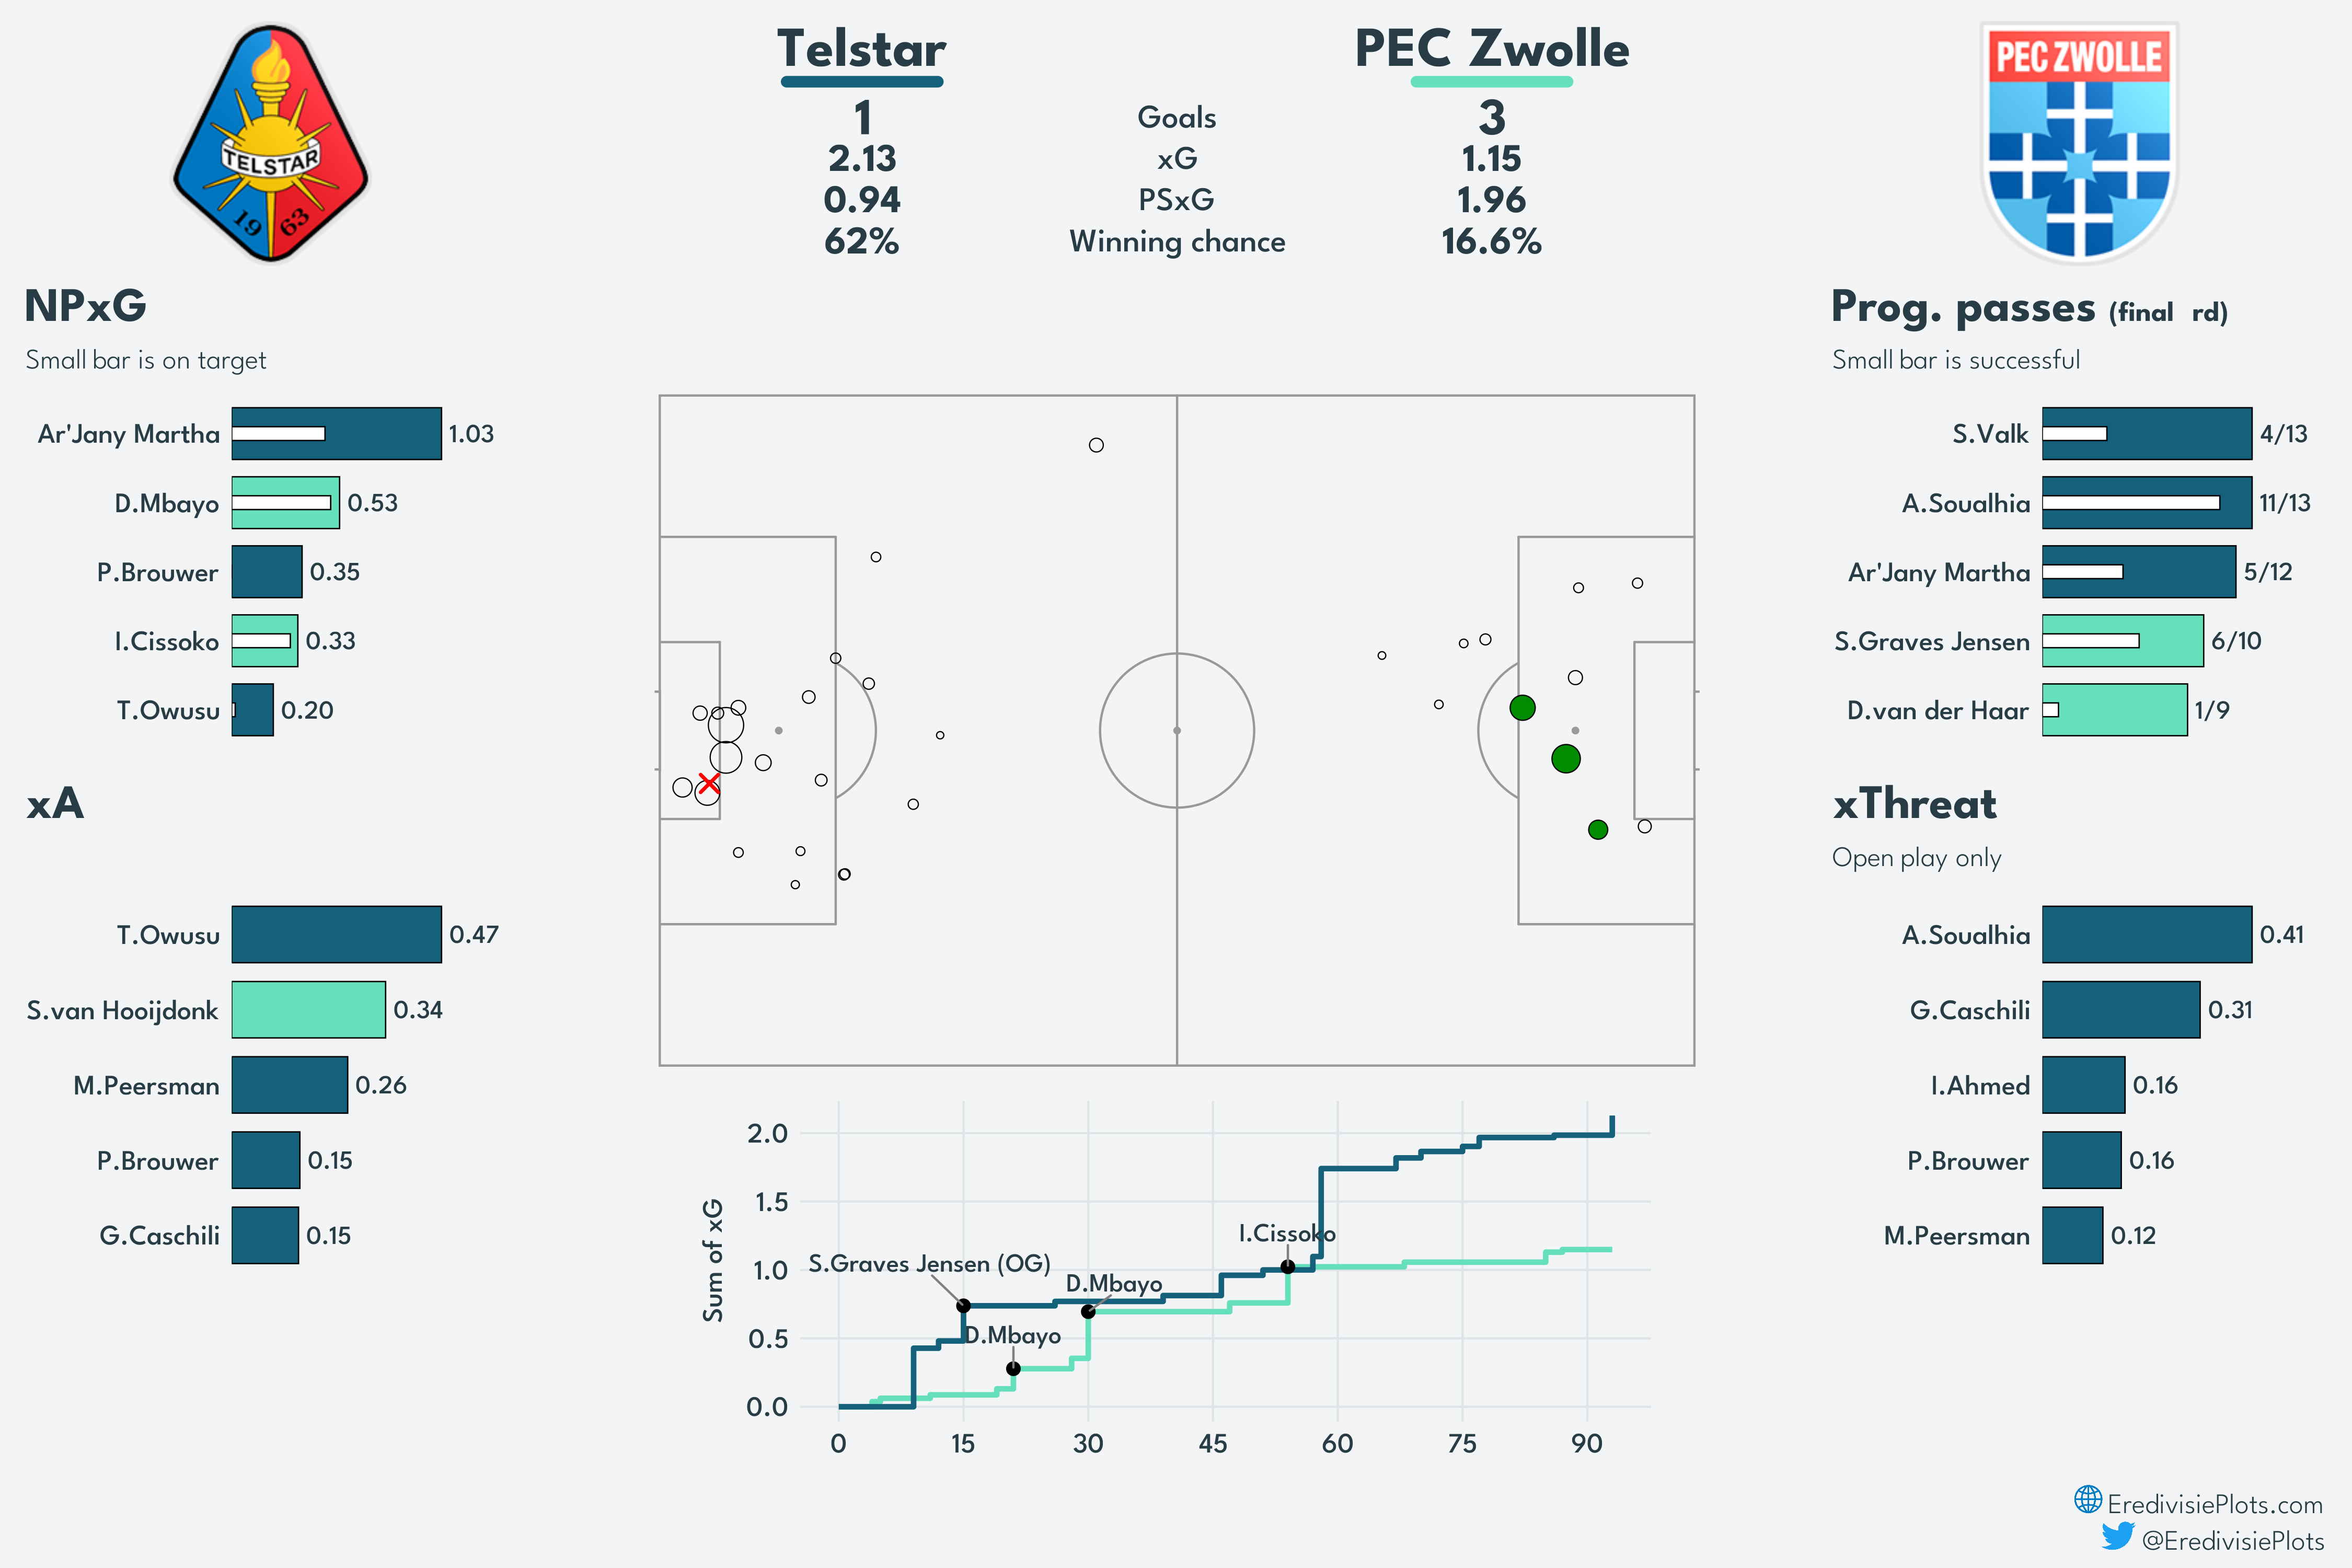 Telstar
PEC Zwolle
1 Goals 3
2.13 xG 1.15
0.94 PSxG 1.96
62% Winning chance 16.6%
TELSTAR
19 63
PEC ZWOLLE
NPxG
Small bar is on target
Ar'Jany Martha 1.03
D.Mbayo 0.53
P.Brouwer 0.35
I.Cissoko 0.33
T.Owusu 0.20
xA
T.Owusu 0.47
S.van Hooijdonk 0.34
M.Peersman 0.26
P.Brouwer 0.15
G.Caschili 0.15
Sum of xG
2.0
1.5
1.0
0.5
0.0
0 15 30 45 60 75 90
S.Graves Jensen (OG)
D.Mbayo
D.Mbayo
I.Cissoko
Prog. passes (final rd)
Small bar is successful
S.Valk 4/13
A.Soualhia 11/13
Ar'Jany Martha 5/12
S.Graves Jensen 6/10
D.van der Haar 1/9
xThreat
Open play only
A.Soualhia 0.41
G.Caschili 0.31
I.Ahmed 0.16
P.Brouwer 0.16
M.Peersman 0.12
EredivisiePlots.com
@EredivisiePlots